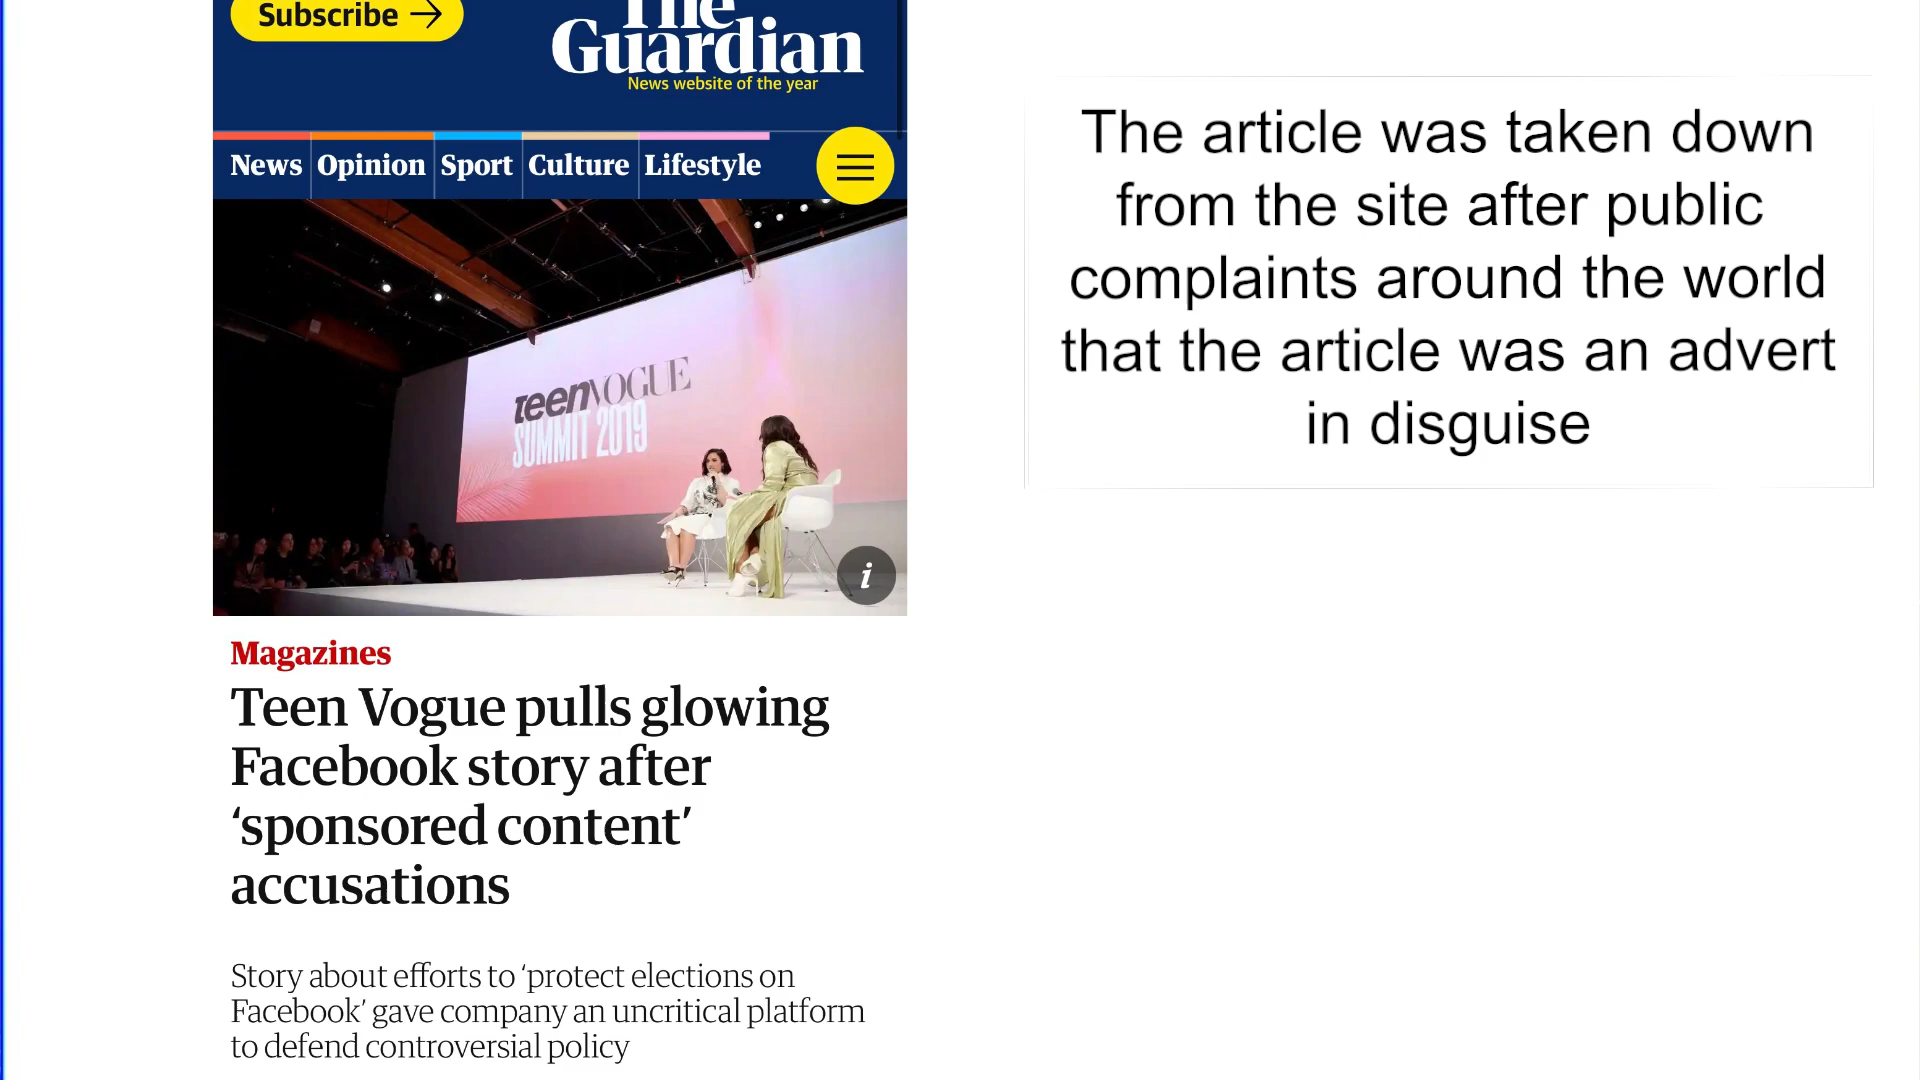 Subscribe
The
Guardian
News website of the year
News Opinion Sport Culture Lifestyle
teenVOGUE
SUMMIT 2019
i
Magazines
Teen Vogue pulls glowing
Facebook story after
‘sponsored content’
accusations
Story about efforts to ‘protect elections on
Facebook’ gave company an uncritical platform
to defend controversial policy
The article was taken down
from the site after public
complaints around the world
that the article was an advert
in disguise